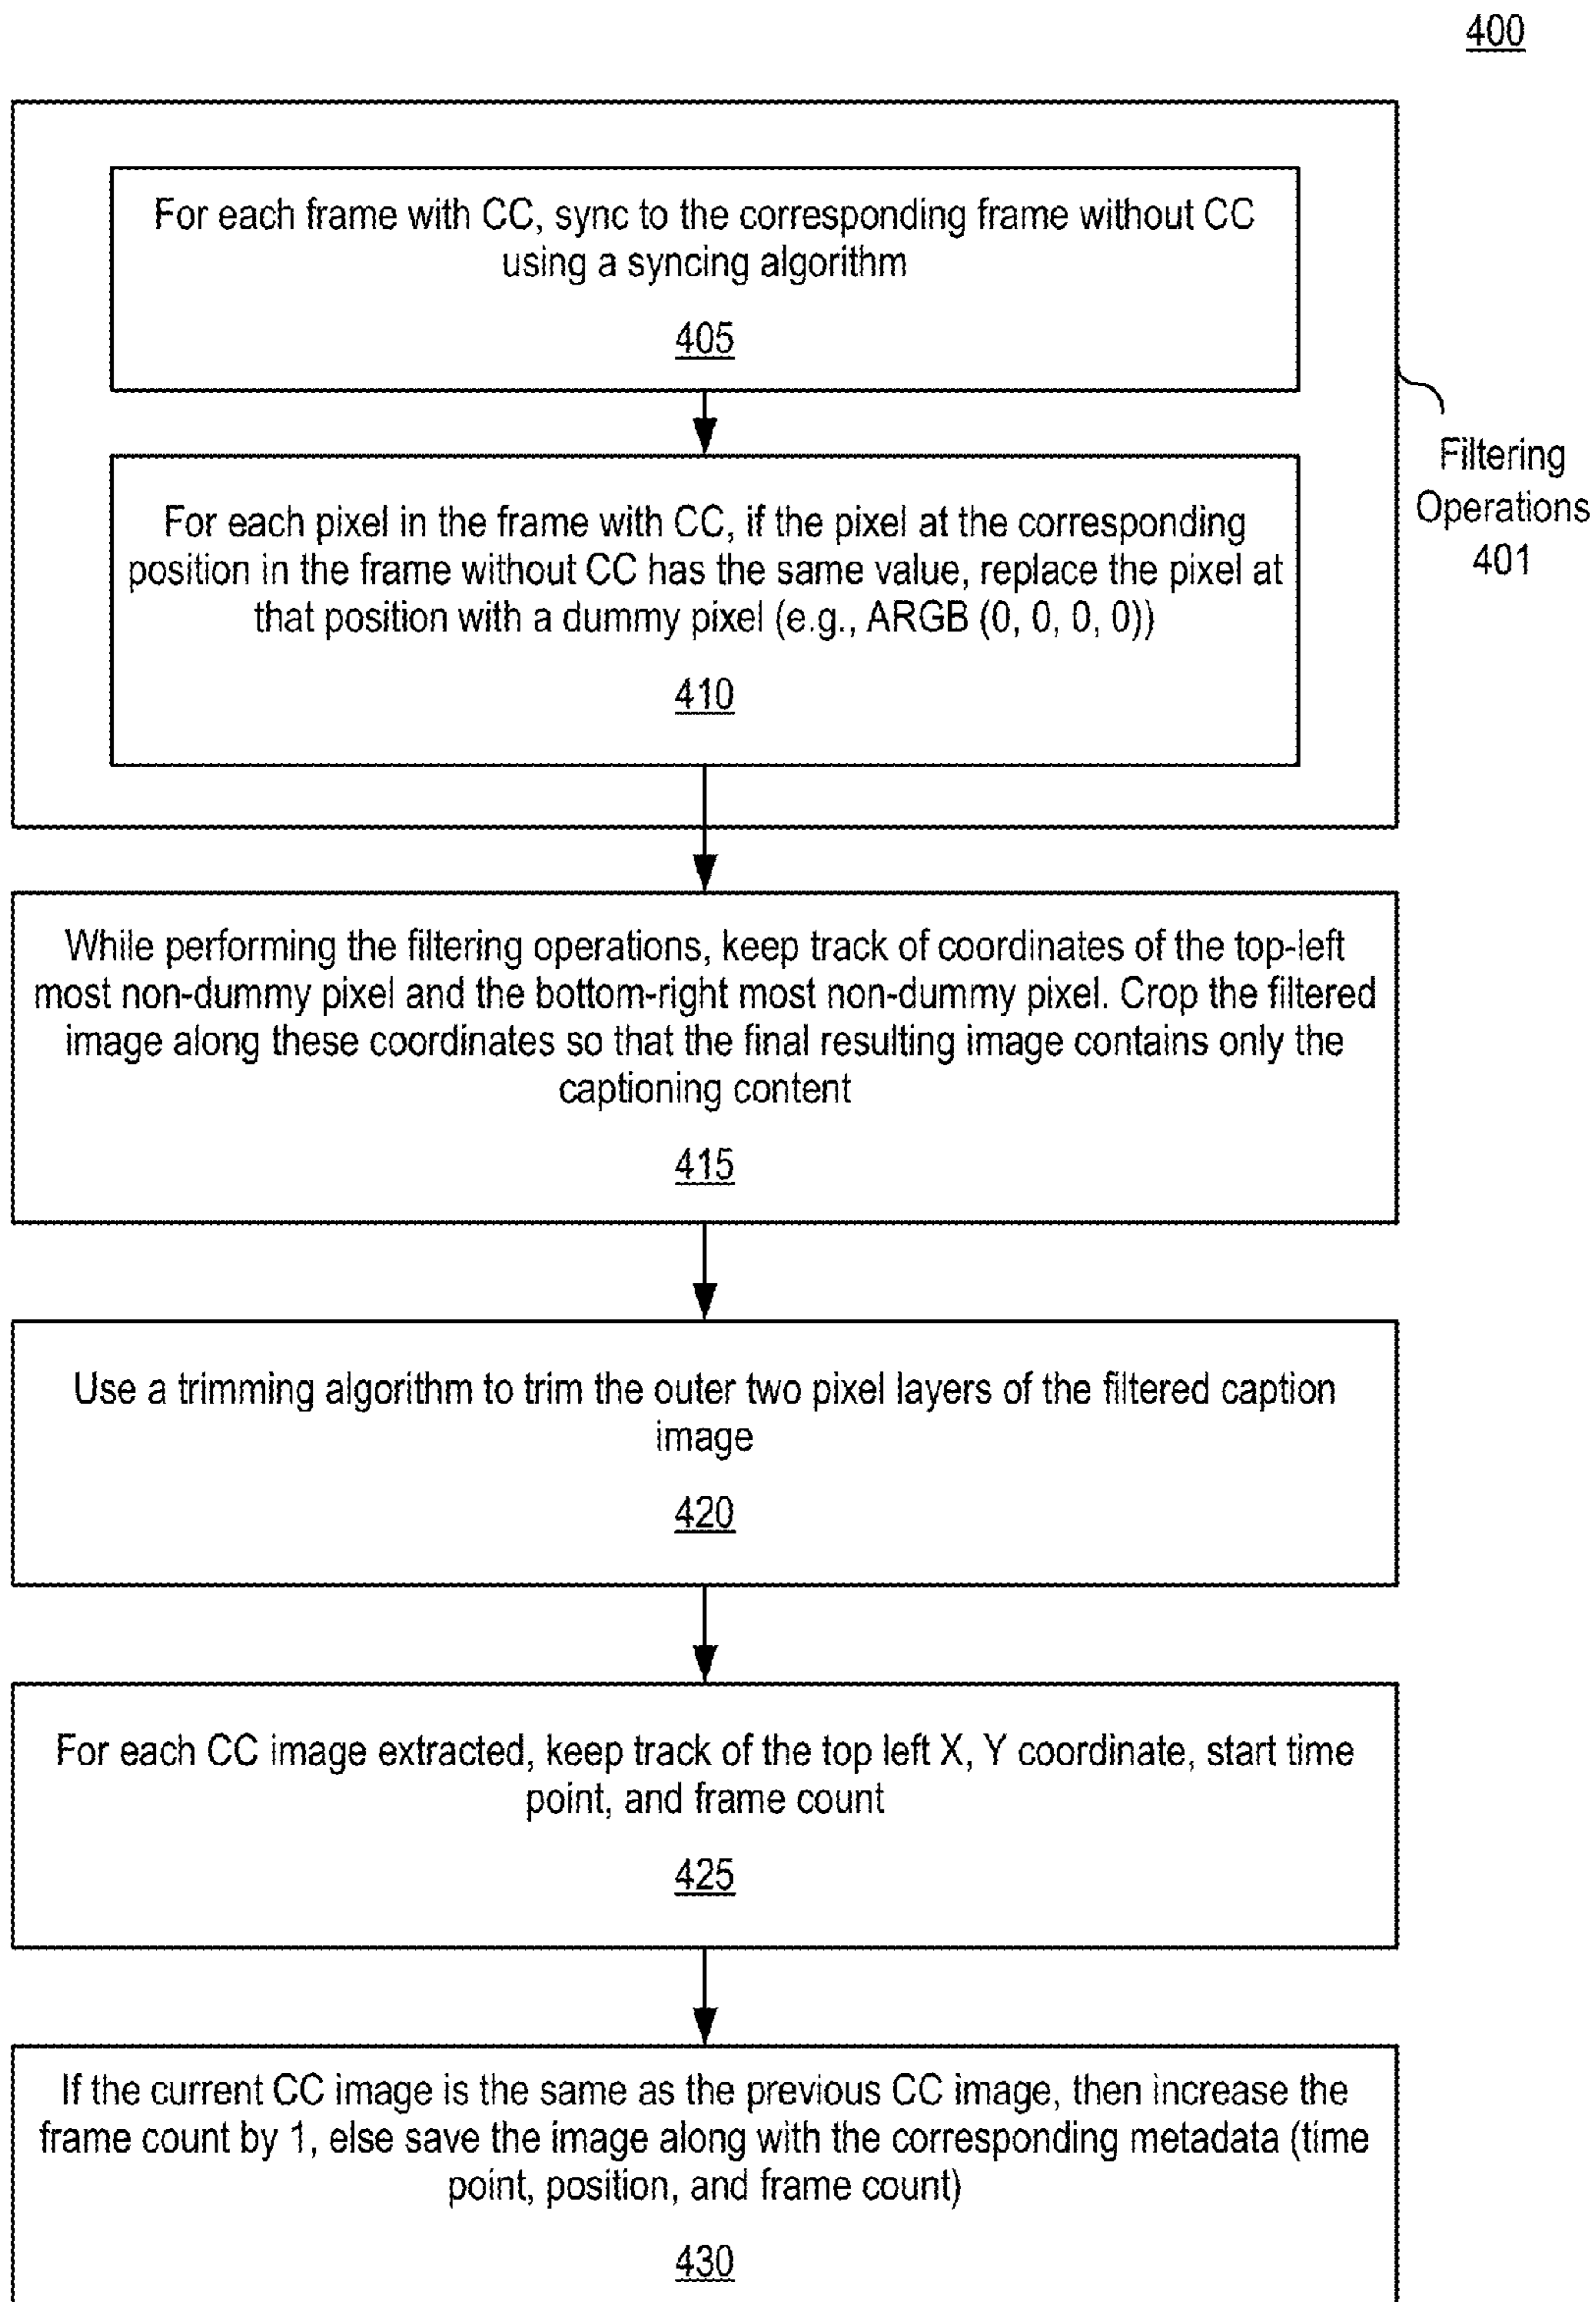 400
For each frame with CC, sync to the corresponding frame without CC
using a syncing algorithm
405
For each pixel in the frame with CC, if the pixel at the corresponding
position in the frame without CC has the same value, replace the pixel at
that position with a dummy pixel (e.g., ARGB (0, 0, 0, 0))
410
Filtering
Operations
401
While performing the filtering operations, keep track of coordinates of the top-left
most non-dummy pixel and the bottom-right most non-dummy pixel. Crop the filtered
image along these coordinates so that the final resulting image contains only the
captioning content
415
Use a trimming algorithm to trim the outer two pixel layers of the filtered caption
image
420
For each CC image extracted, keep track of the top left X, Y coordinate, start time
point, and frame count
425
If the current CC image is the same as the previous CC image, then increase the
frame count by 1, else save the image along with the corresponding metadata (time
point, position, and frame count)
430